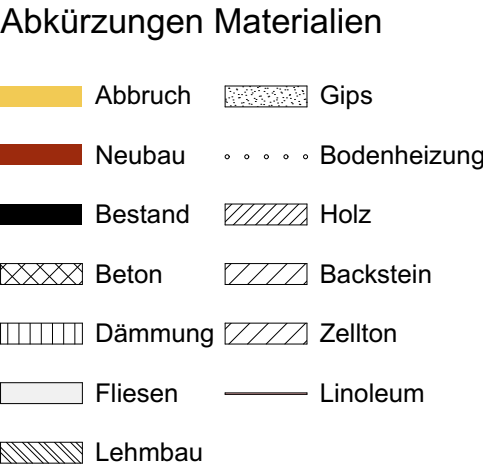 Abkürzungen Materialien
Abbruch
Neubau
Bestand
Beton
Dämmung
Fliesen
Lehmbau
Gips
Bodenheizung
Holz
Backstein
Zellton
Linoleum